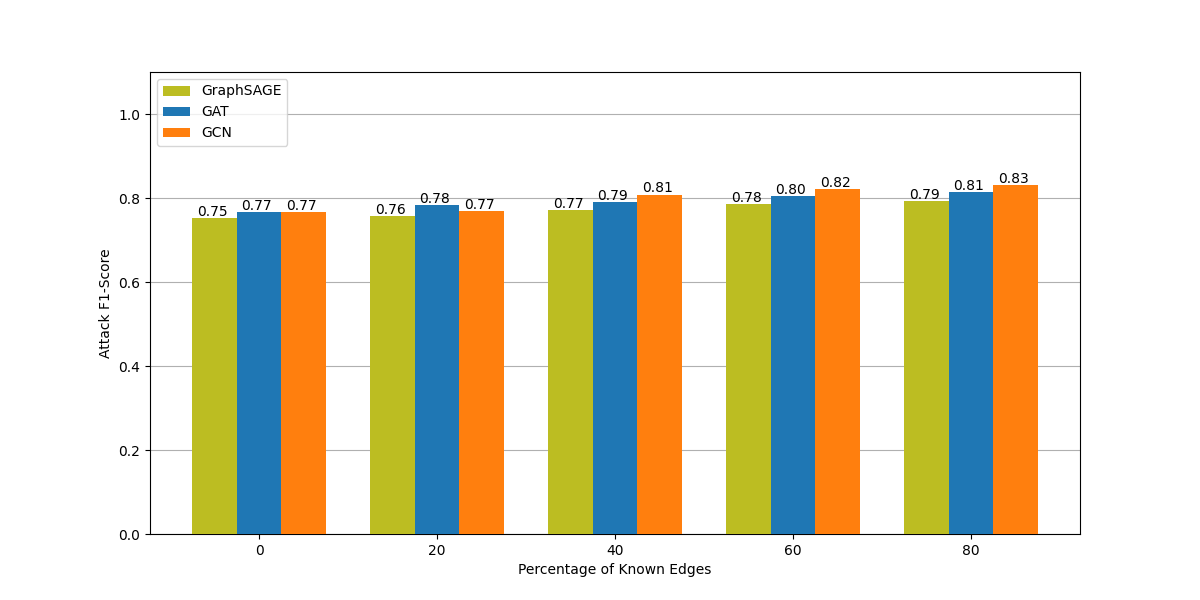 GraphSAGE
GAT
GCN
Attack F1-Score
1.0
0.8
0.6
0.4
0.2
0.0
0.75 0.77 0.77 0.76 0.78 0.77 0.77 0.79 0.81 0.78 0.80 0.82 0.79 0.81 0.83
0 20 40 60 80
Percentage of Known Edges